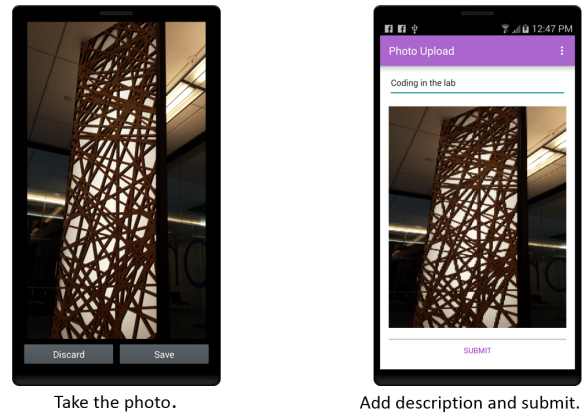 12:47 PM
Photo Upload
Coding in the lab
Discard
Save
SUBMIT
Take the photo.
Add description and submit.